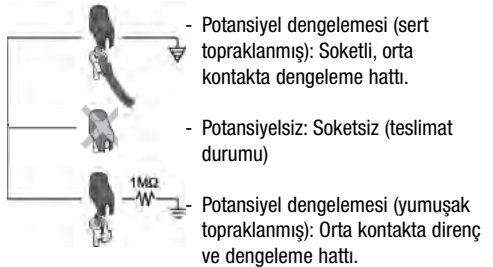 - Potansiyel dengelemesi (sert
topraklanmış): Soketli, orta
kontakta dengeleme hattı.
- Potansiyelsiz: Soketsiz (teslimat
durumu)
1MΩ
- Potansiyel dengelemesi (yumuşak
topraklanmış): Orta kontakta direnç
ve dengeleme hattı.